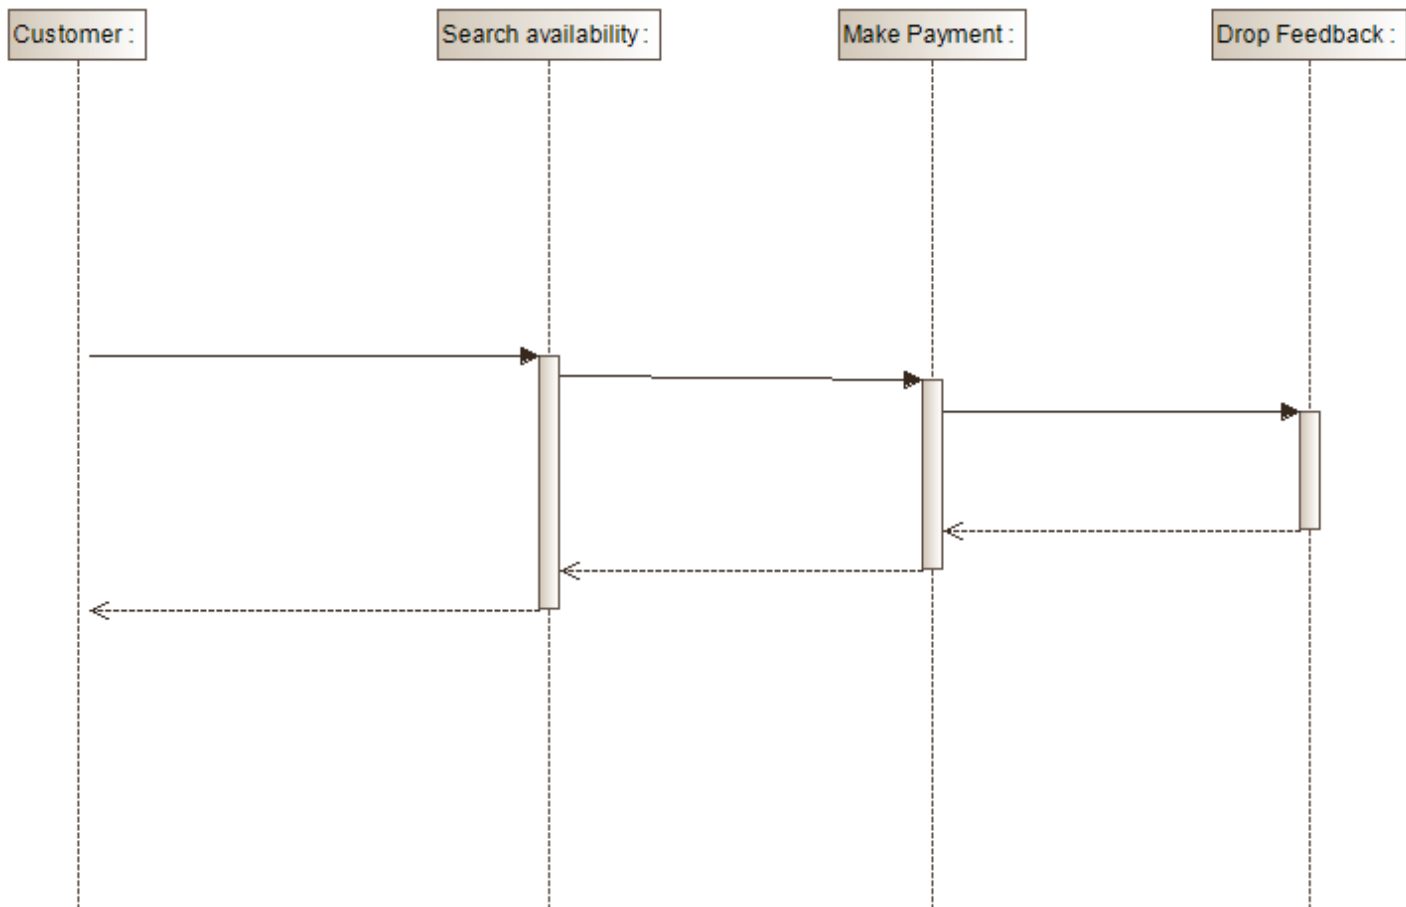 Customer :
Search availability :
Make Payment :
Drop Feedback :